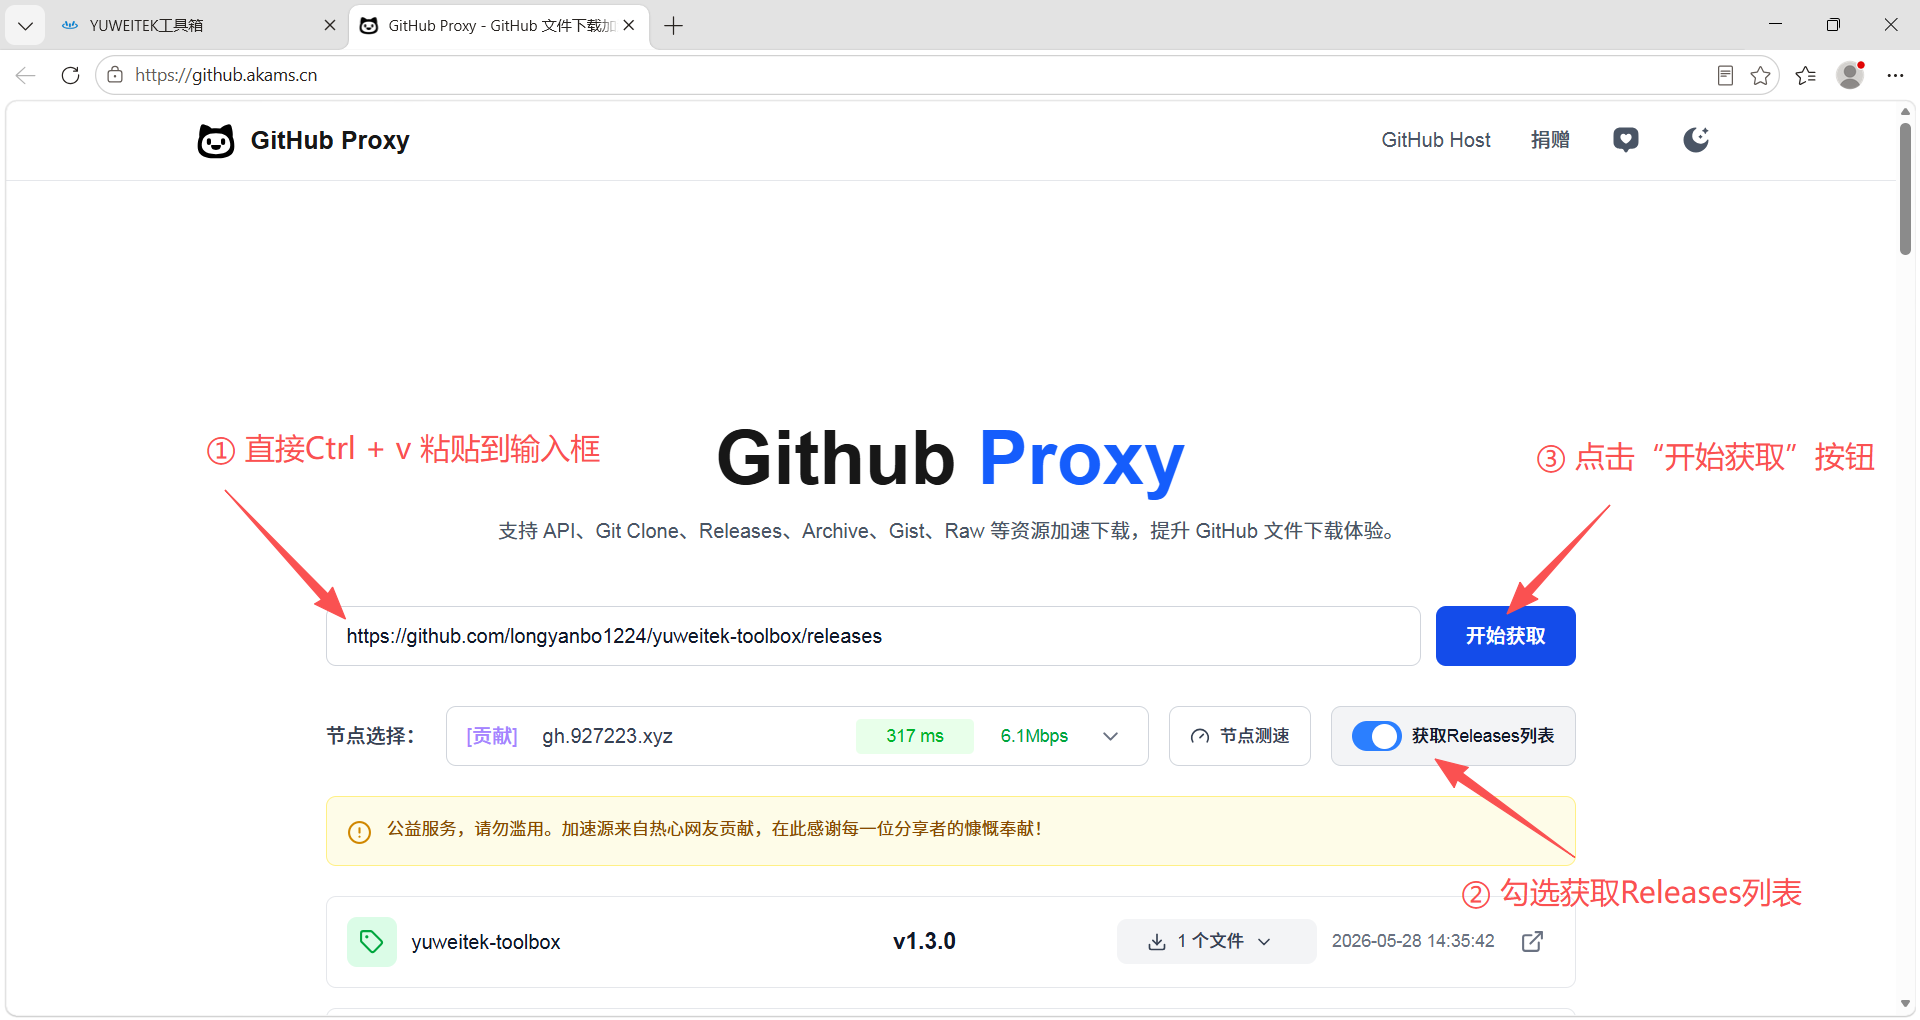 YUWEITEK工具箱
GitHub Proxy - GitHub 文件下载加
https://github.akams.cn
GitHub Proxy
GitHub Host
捐赠
① 直接Ctrl + v 粘贴到输入框
Github Proxy
③ 点击“开始获取”按钮
支持 API、Git Clone、Releases、Archive、Gist、Raw 等资源加速下载，提升 GitHub 文件下载体验。
https://github.com/longyanbo1224/yuweitek-toolbox/releases
开始获取
节点选择：
[贡献] gh.927223.xyz 317 ms 6.1Mbps
节点测速
获取Releases列表
公益服务，请勿滥用。加速源来自热心网友贡献，在此感谢每一位分享者的慷慨奉献！
② 勾选获取Releases列表
yuweitek-toolbox
v1.3.0
1 个文件
2026-05-28 14:35:42